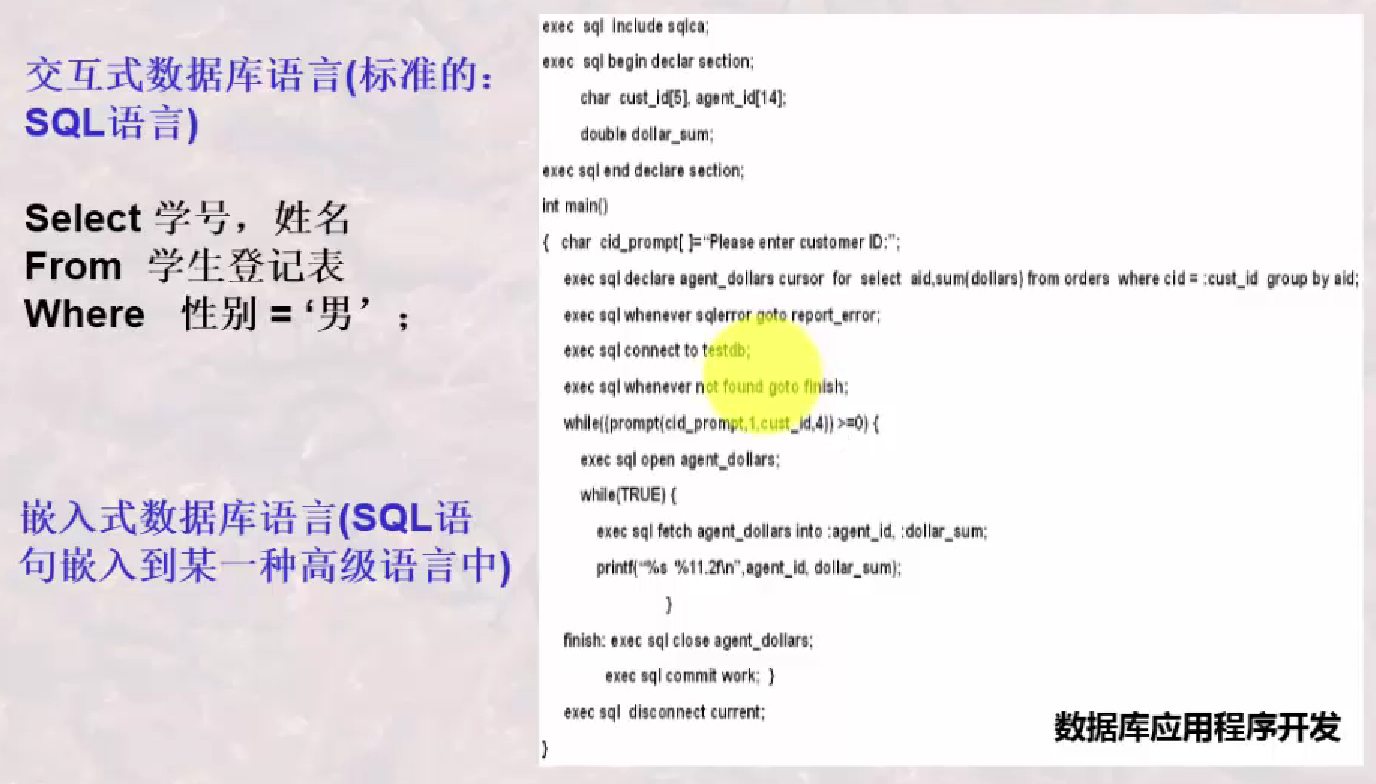 交互式数据库语言(标准的：
SQL语言)
Select 学号，姓名
From 学生登记表
Where 性别 = ‘男’ ；
嵌入式数据库语言(SQL语
句嵌入到某一种高级语言中)
exec sql include sqlca;
exec sql begin declar section;
char cust_id[5], agent_id[14];
double dollar_sum;
exec sql end declare section;
int main()
{ char cid_prompt[ ]=“Please enter customer ID:”;
exec sql declare agent_dollars cursor for select aid,sum(dollars) from orders where cid = :cust_id group by aid;
exec sql whenever sqlerror goto report_error;
exec sql connect to testdb;
exec sql whenever not found goto finish;
while((prompt(cid_prompt,1,cust_id,4)) >=0) {
exec sql open agent_dollars;
while(TRUE) {
exec sql fetch agent_dollars into :agent_id, :dollar_sum;
printf(“%s %11.2f\n”,agent_id, dollar_sum);
}
finish: exec sql close agent_dollars;
exec sql commit work; }
exec sql disconnect current;
}
数据库应用程序开发